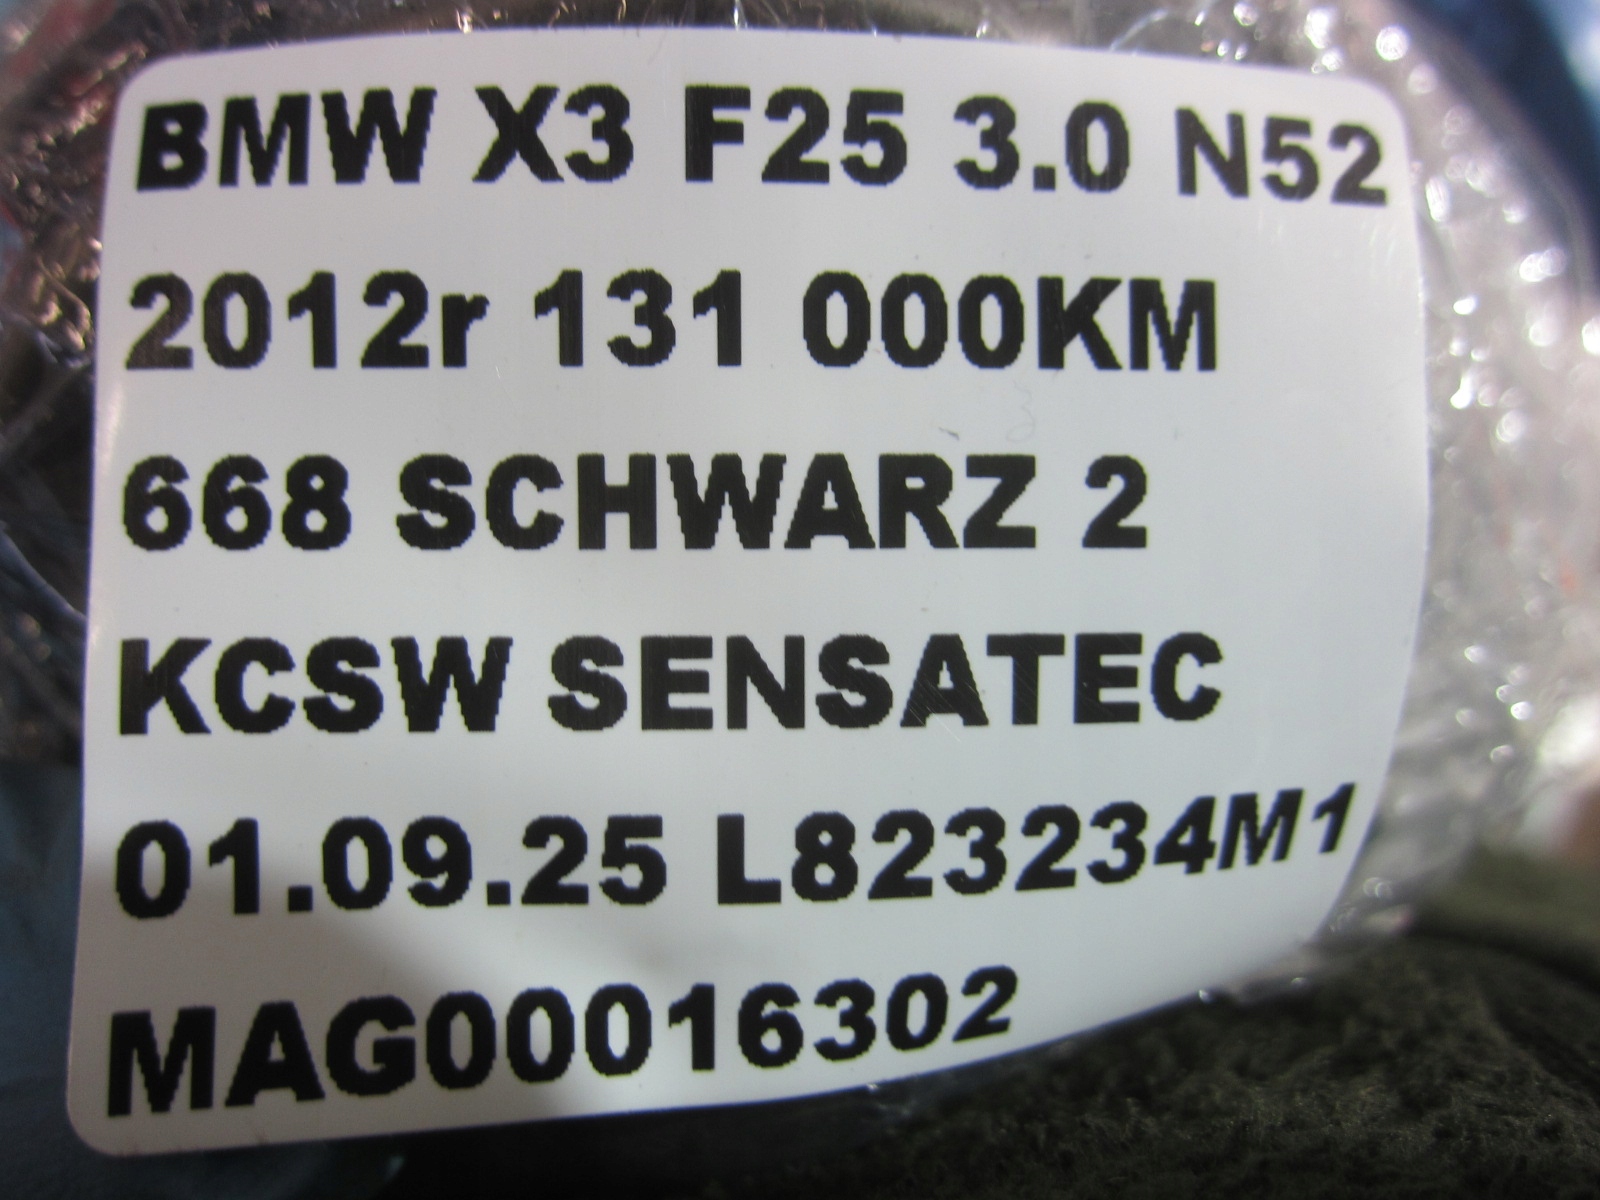 BMW X3 F25 3.0 N52
2012r 131 000KM
668 SCHWARZ 2
KCSW SENSATEC
01.09.25 L823234M1
MAG00016302